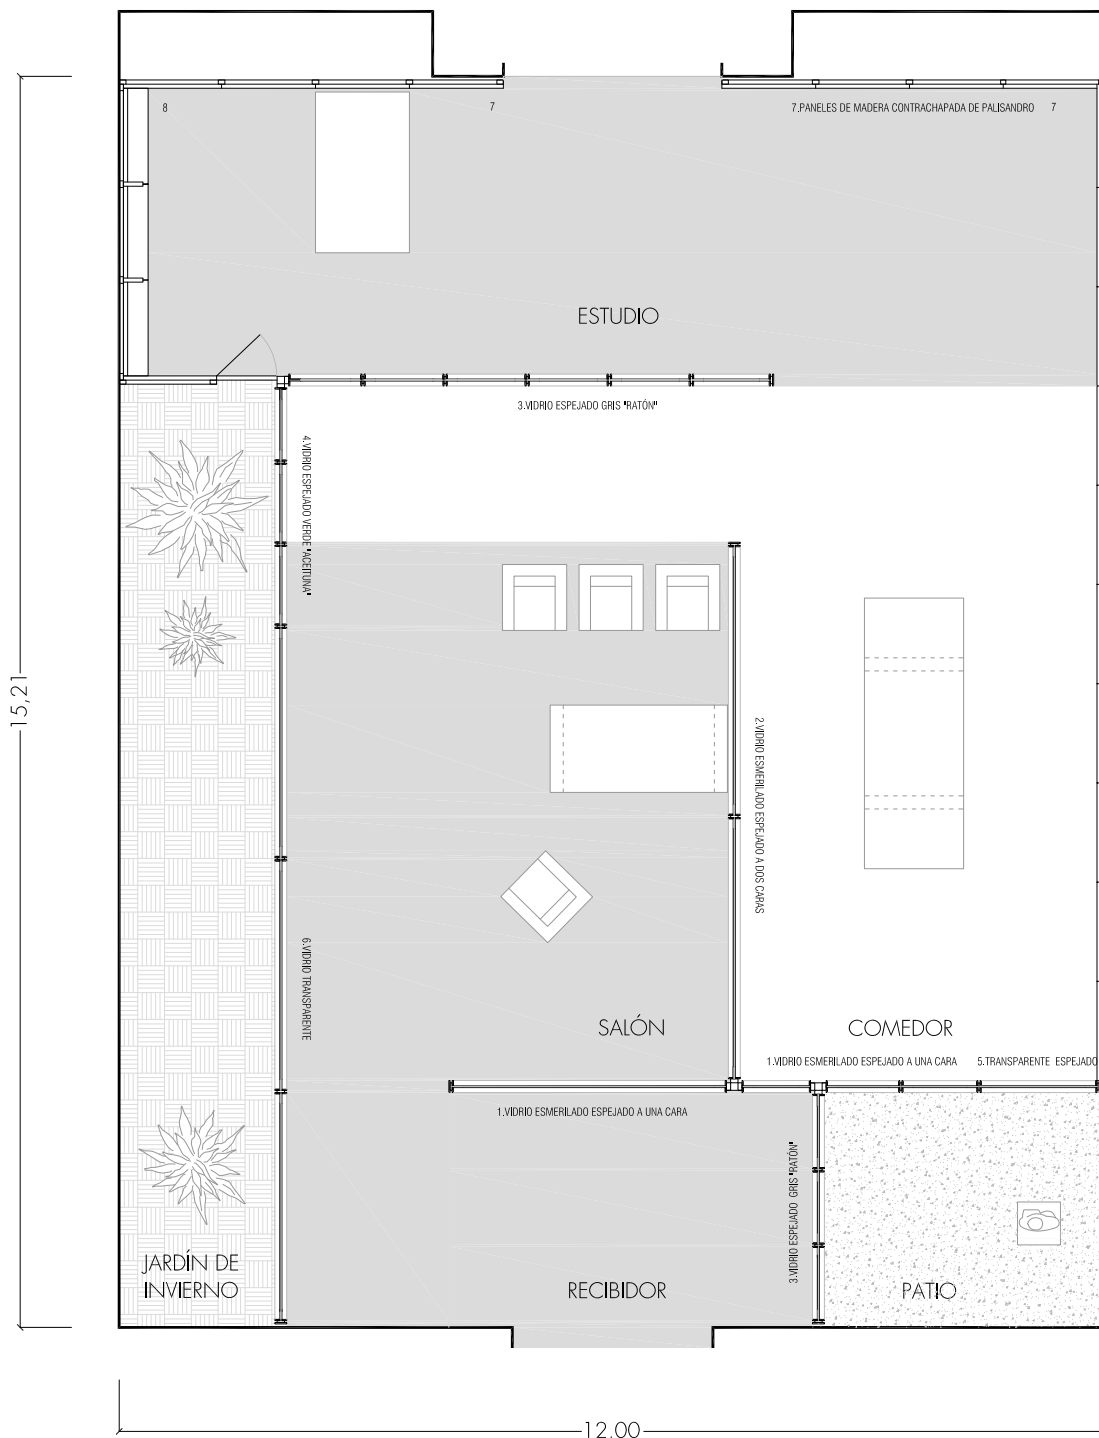 8
7
7.PANELES DE MADERA CONTRACHAPADA DE PALISANDRO
7
ESTUDIO
3.VIDRIO ESPEJADO GRIS "RATÓN"
4.VIDRIO ESPEJADO VERDE "ACEITUNA"
15,21
2.VIDRIO ESMERILADO ESPEJADO A DOS CARAS
6.VIDRIO TRANSPARENTE
SALÓN
COMEDOR
1.VIDRIO ESMERILADO ESPEJADO A UNA CARA
5.TRANSPARENTE ESPEJADO
1.VIDRIO ESMERILADO ESPEJADO A UNA CARA
3.VIDRIO ESPEJADO GRIS "RATÓN"
JARDÍN DE
INVIERNO
RECIBIDOR
PATIO
12.00